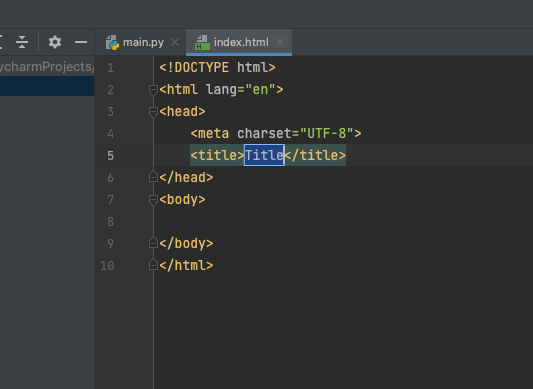 main.py
index.html
ycharmProjects/
1 <!DOCTYPE html>
2 <html lang="en">
3 <head>
4     <meta charset="UTF-8">
5     <title>Title</title>
6 </head>
7 <body>
8
9 </body>
10 </html>